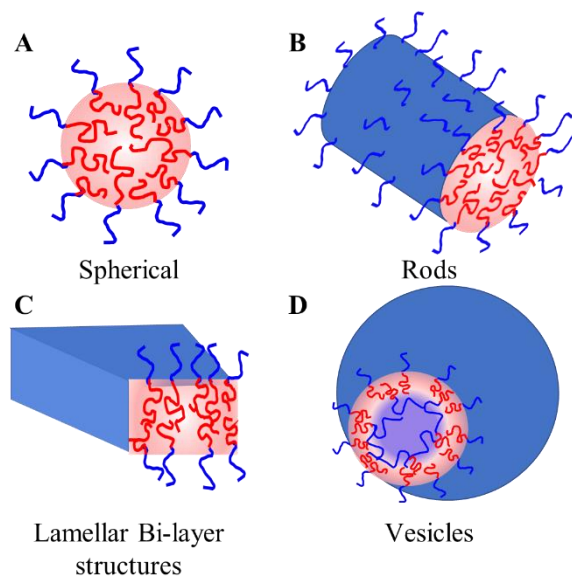 A
B
Spherical
Rods
C
D
Lamellar Bi-layer
structures
Vesicles